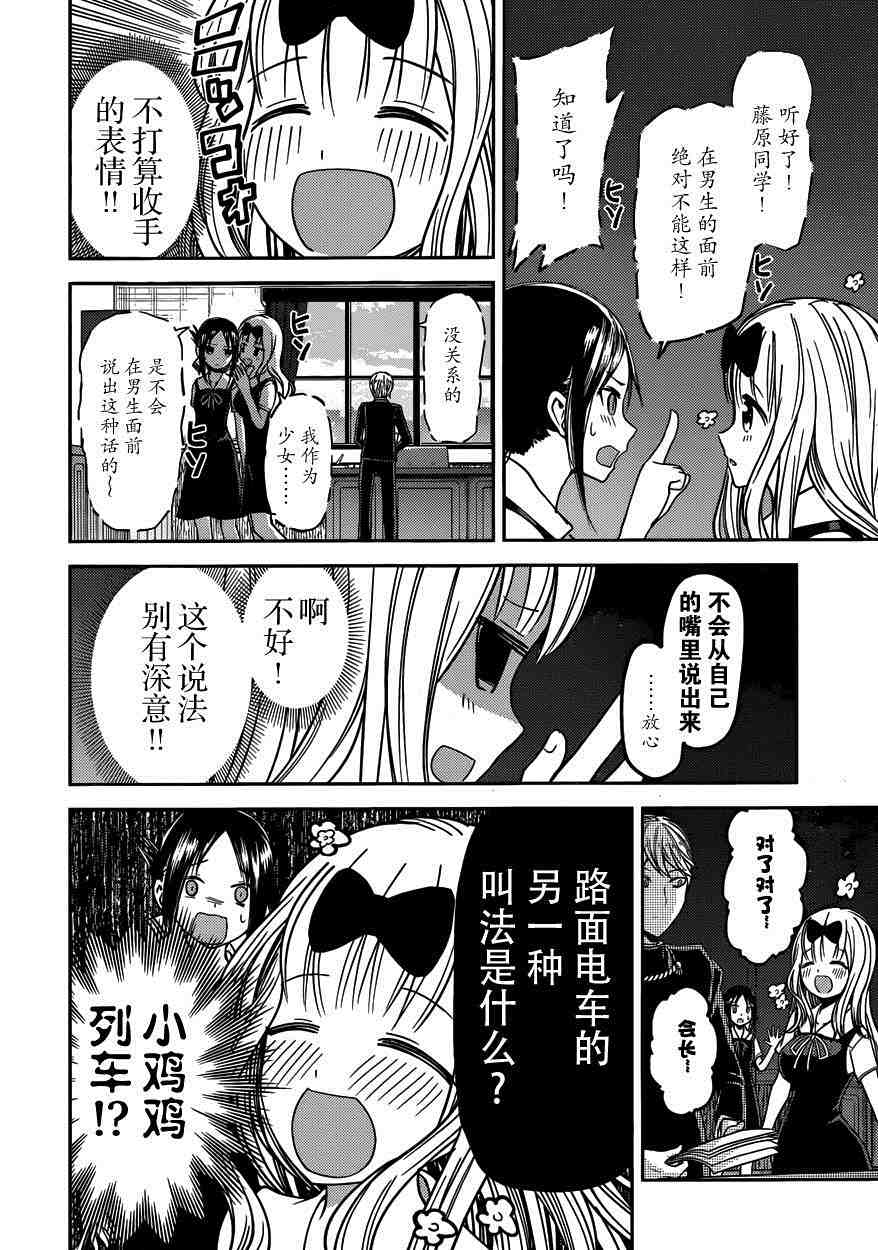 听好了！
藤原同学！
在男生的面前
绝对不能这样！
知道了吗！
ヒソ
ヒソ
不打算收手
的表情!!
没关系的
我作为
少女……
是不会
在男生面前
说出这种话的～
ヒソ
ヒソ
不会从自己
的嘴里说出来
……放心
啊
不好！
这个说法
别有深意!!
对了对了~
会长~
路面电车的
另一种
叫法是什么？
小鸡鸡
列车!?